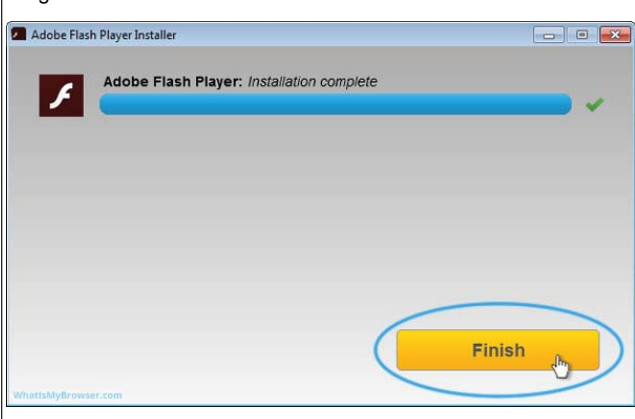 Adobe Flash Player Installer
Adobe Flash Player: Installation complete
Finish
WhatIsMyBrowser.com